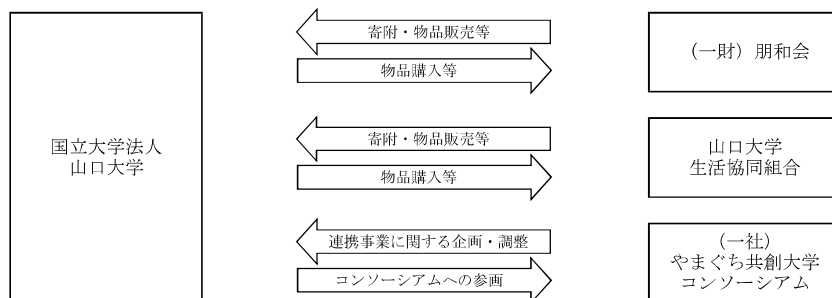 国立大学法人
山口大学
寄附・物品販売等
物品購入等
(一財)朋和会
寄附・物品販売等
物品購入等
山口大学
生活協同組合
連携事業に関する企画・調整
コンソーシアムへの参画
(一社)
やまぐち共創大学
コンソーシアム